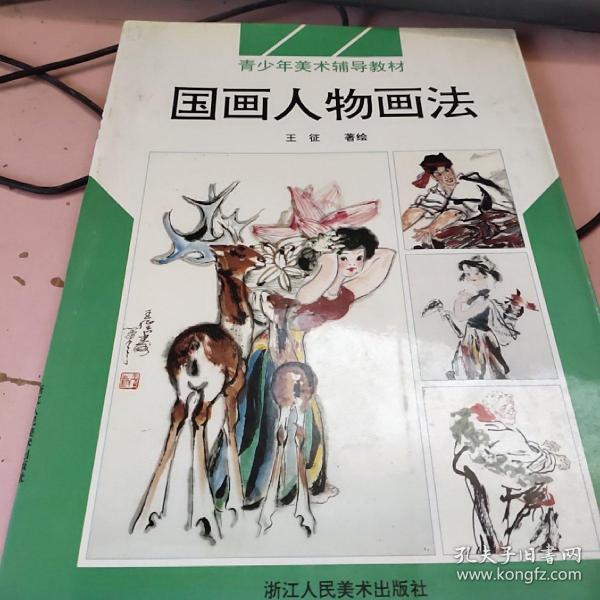 青少年美术辅导教材
国画人物画法
王征 著绘
浙江人民美术出版社
孔夫子旧书网
www.kongfz.com